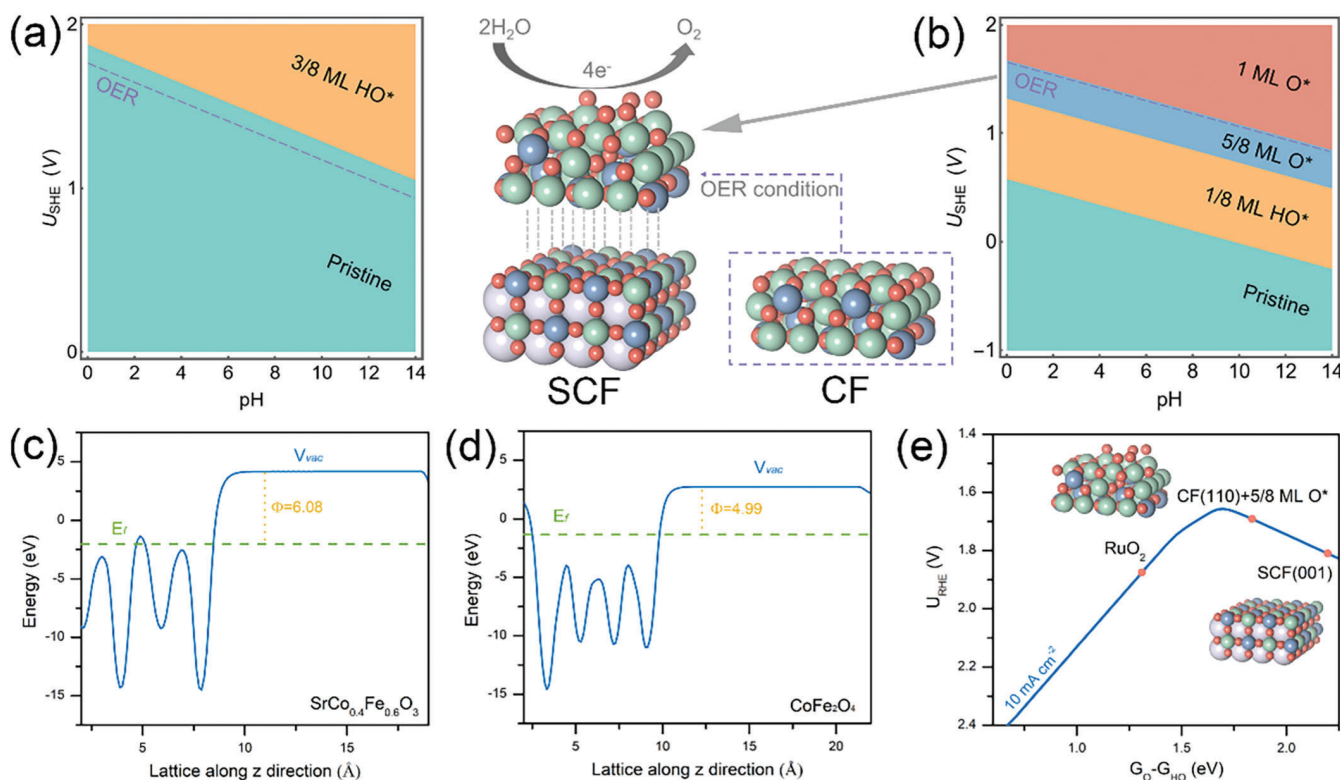 (a)
2
1
0
U_SHE (V)
0 2 4 6 8 10 12 14
pH
3/8 ML HO*
OER
Pristine
2H₂O
O₂
4e⁻
OER condition
SCF
CF
(b)
2
1
0
−1
U_SHE (V)
0 2 4 6 8 10 12 14
pH
OER
1 ML O*
5/8 ML O*
1/8 ML HO*
Pristine
(c)
5
0
-5
-10
-15
Energy (eV)
5 10 15
Lattice along z direction (Å)
Vvac
Φ=6.08
Ef
SrCo₀.₄Fe₀.₆O₃
(d)
5
0
-5
-10
-15
Energy (eV)
5 10 15 20
Lattice along z direction (Å)
Vvac
Φ=4.99
Ef
CoFe₂O₄
(e)
1.4
1.6
1.8
2.0
2.2
2.4
U_RHE (V)
1.0 1.5 2.0
G_O-G_HO (eV)
CF(110)+5/8 ML O*
RuO₂
SCF(001)
10 mA cm⁻²